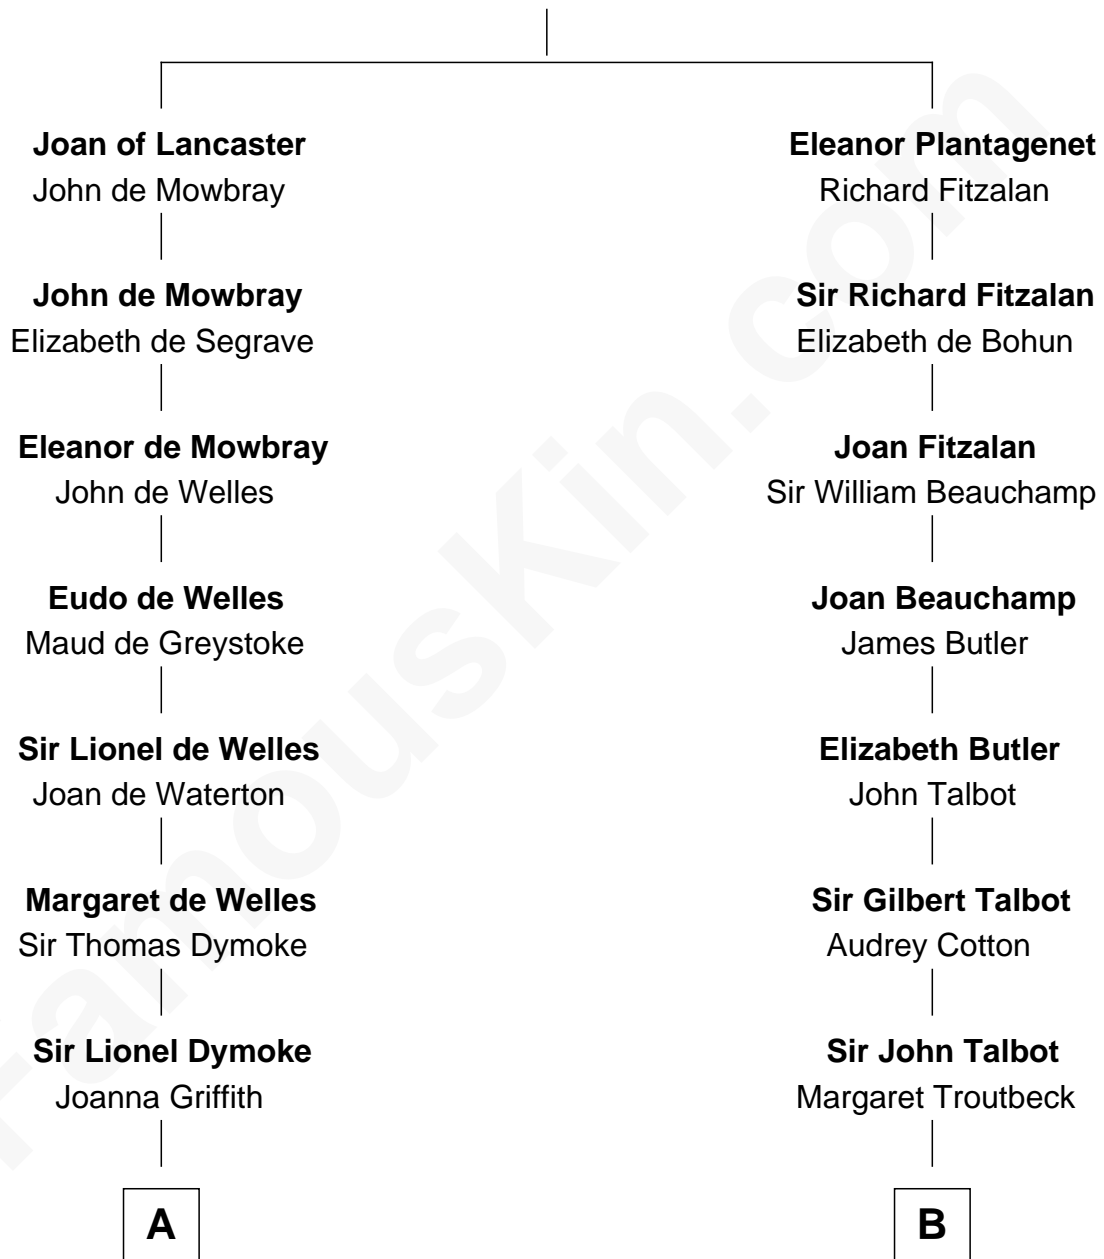 Joan of Lancaster
John de Mowbray
John de Mowbray
Elizabeth de Segrave
Eleanor de Mowbray
John de Welles
Eudo de Welles
Maud de Greystoke
Sir Lionel de Welles
Joan de Waterton
Margaret de Welles
Sir Thomas Dymoke
Sir Lionel Dymoke
Joanna Griffith
A
Eleanor Plantagenet
Richard Fitzalan
Sir Richard Fitzalan
Elizabeth de Bohun
Joan Fitzalan
Sir William Beauchamp
Joan Beauchamp
James Butler
Elizabeth Butler
John Talbot
Sir Gilbert Talbot
Audrey Cotton
Sir John Talbot
Margaret Troutbeck
B
FamousKin.com